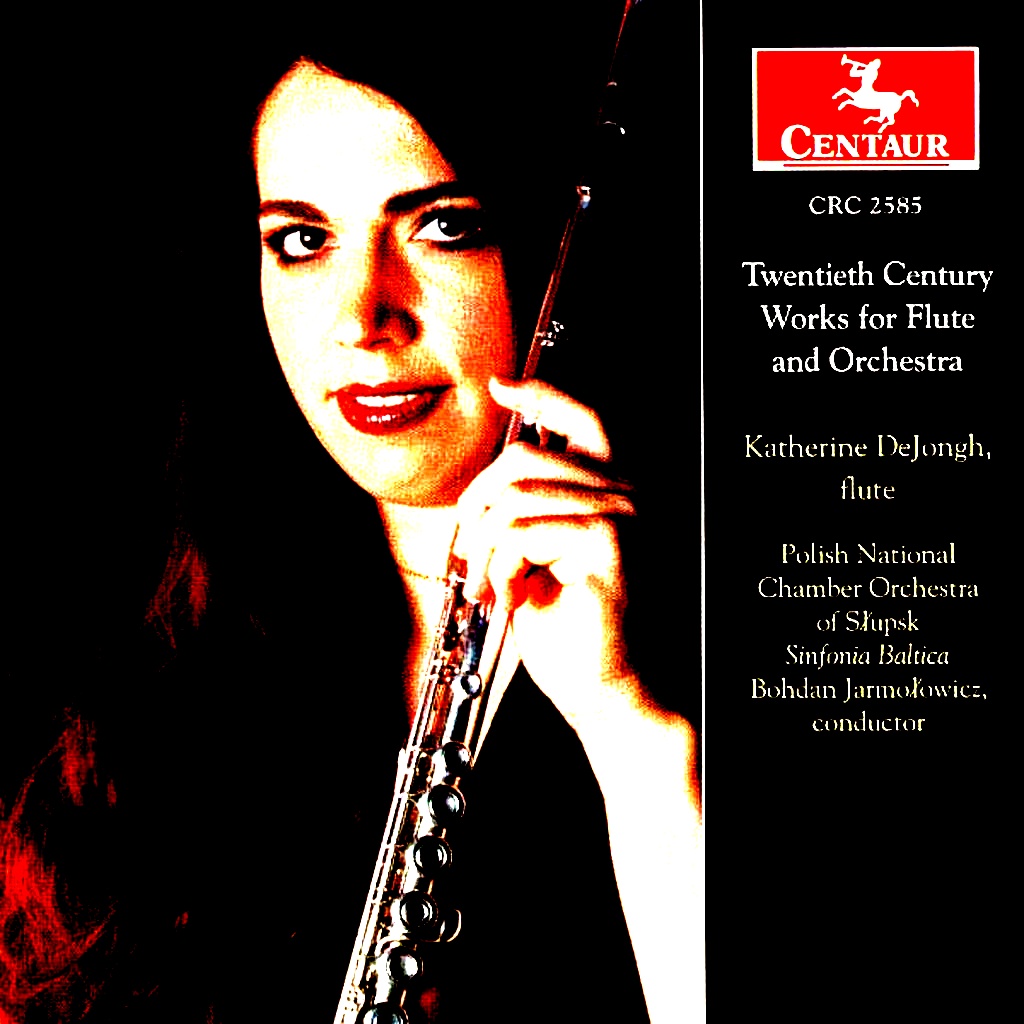 CENTAUR
CRC 2585
Twentieth Century
Works for Flute
and Orchestra
Katherine DeJongh,
flute
Polish National
Chamber Orchestra
of Słupsk
Sinfonia Baltica
Bohdan Jarmołowicz,
conductor